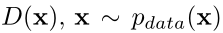 D(x), x ∼ p_data(x)